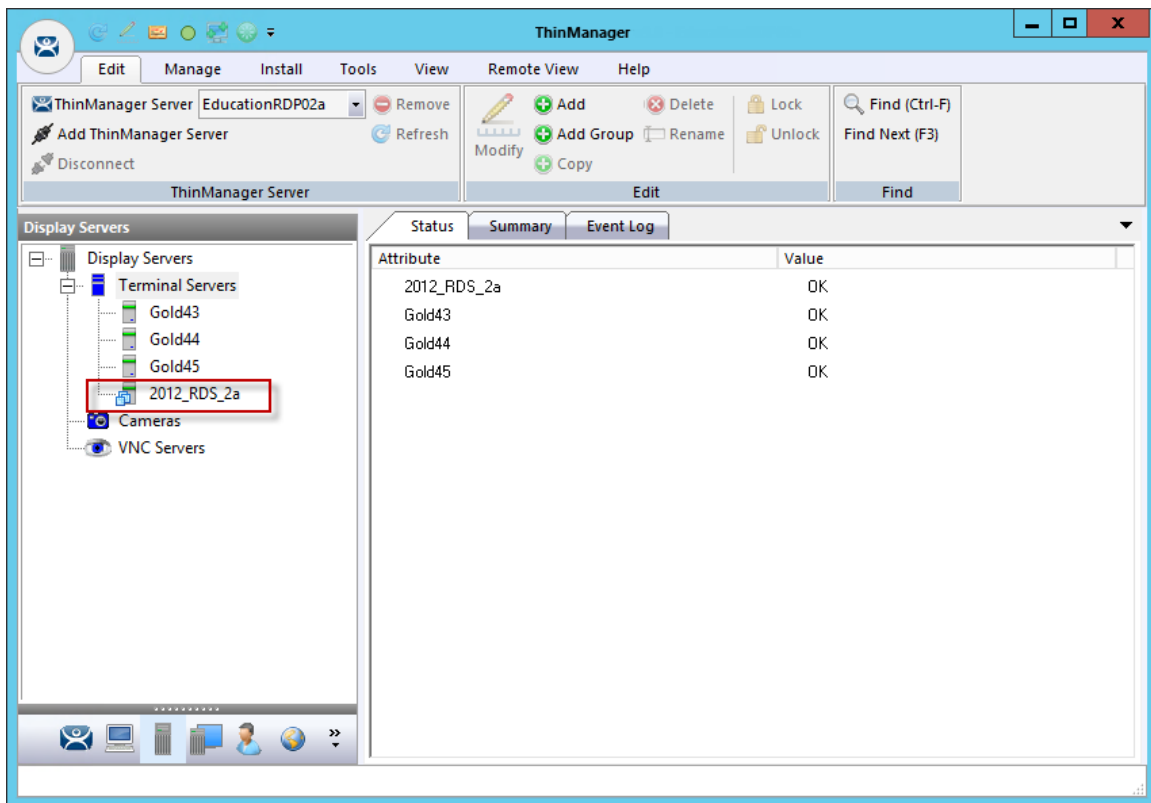 ThinManager
Edit Manage Install Tools View Remote View Help
ThinManager Server EducationRDP02a Remove Add Delete Lock Find (Ctrl-F)
Add ThinManager Server Refresh Modify Add Group Rename Unlock Find Next (F3)
Disconnect Copy
ThinManager Server Edit Find
Display Servers
Display Servers
Terminal Servers
Gold43
Gold44
Gold45
2012_RDS_2a
Cameras
VNC Servers
Status Summary Event Log
Attribute Value
2012_RDS_2a OK
Gold43 OK
Gold44 OK
Gold45 OK